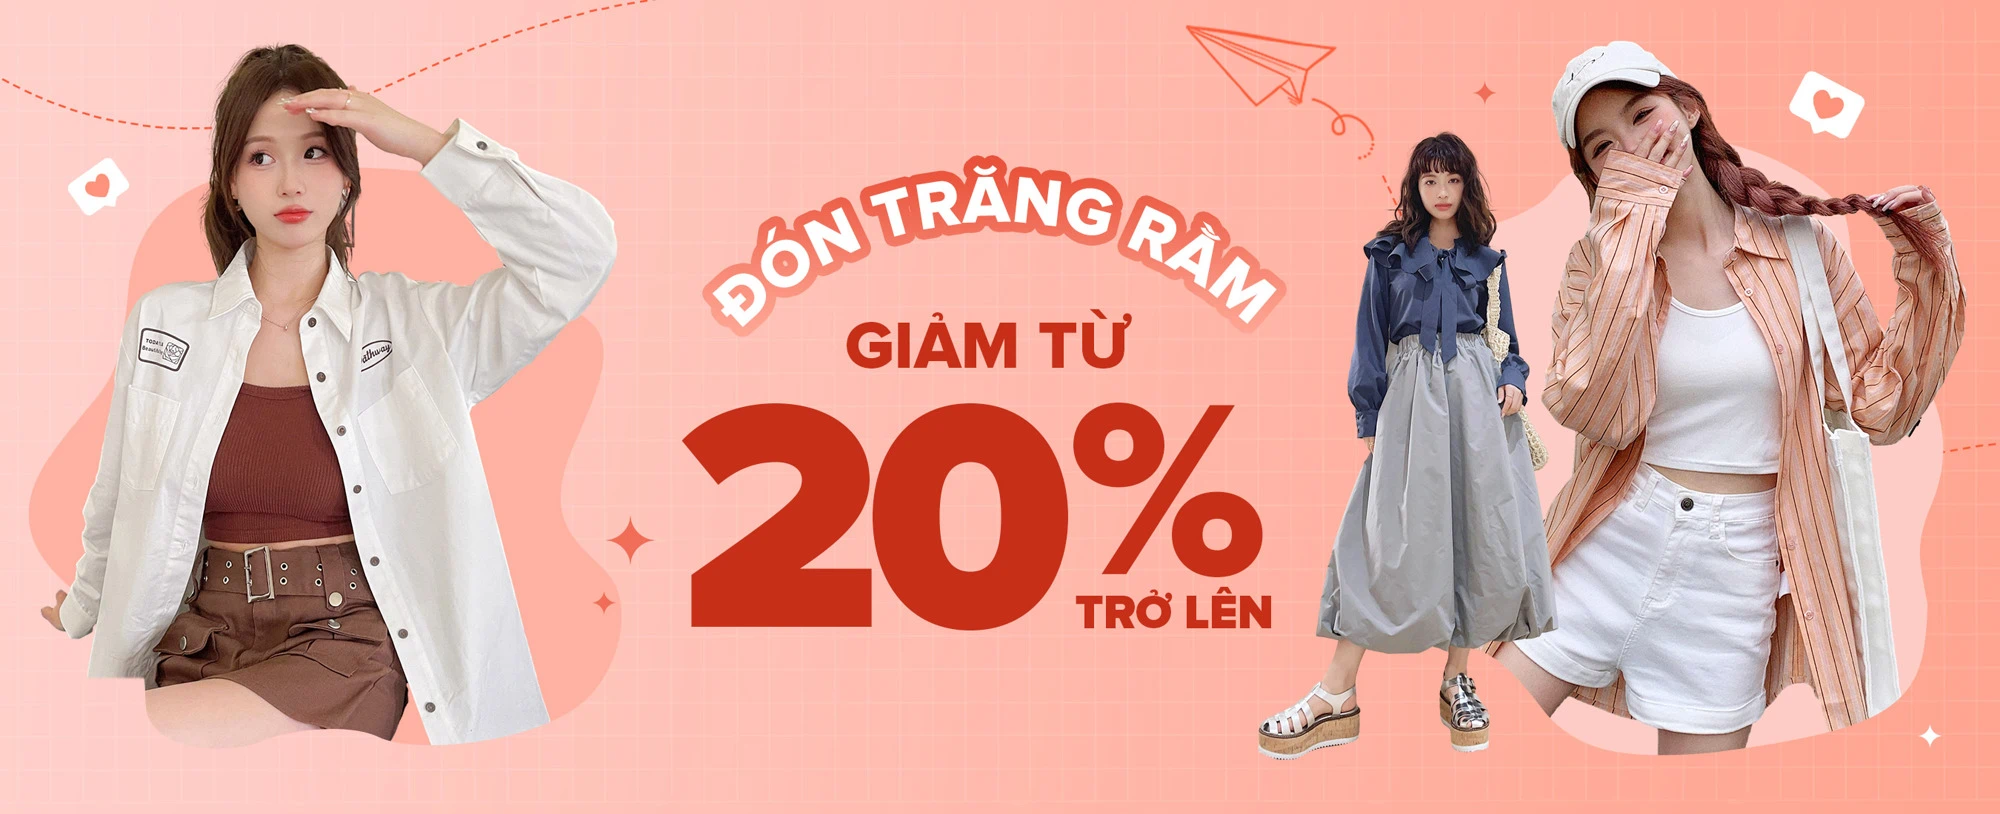 ĐÓN TRĂNG RẰM
GIẢM TỪ
20%
TRỞ LÊN